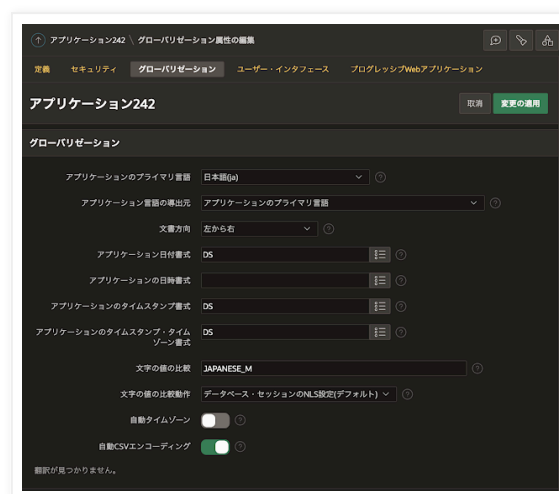 アプリケーション242 \ グローバリゼーション属性の編集
定義 セキュリティ グローバリゼーション ユーザー・インタフェース プログレッシブWebアプリケーション
アプリケーション242 取消 変更の適用
グローバリゼーション
アプリケーションのプライマリ言語 日本語(ja)
アプリケーション言語の導出元 アプリケーションのプライマリ言語
文書方向 左から右
アプリケーション日付書式 DS
アプリケーションの日時書式
アプリケーションのタイムスタンプ書式 DS
アプリケーションのタイムスタンプ・タイム DS
ゾーン書式
文字の値の比較 JAPANESE_M
文字の値の比較動作 データベース・セッションのNLS設定(デフォルト)
自動タイムゾーン
自動CSVエンコーディング
翻訳が見つかりません。